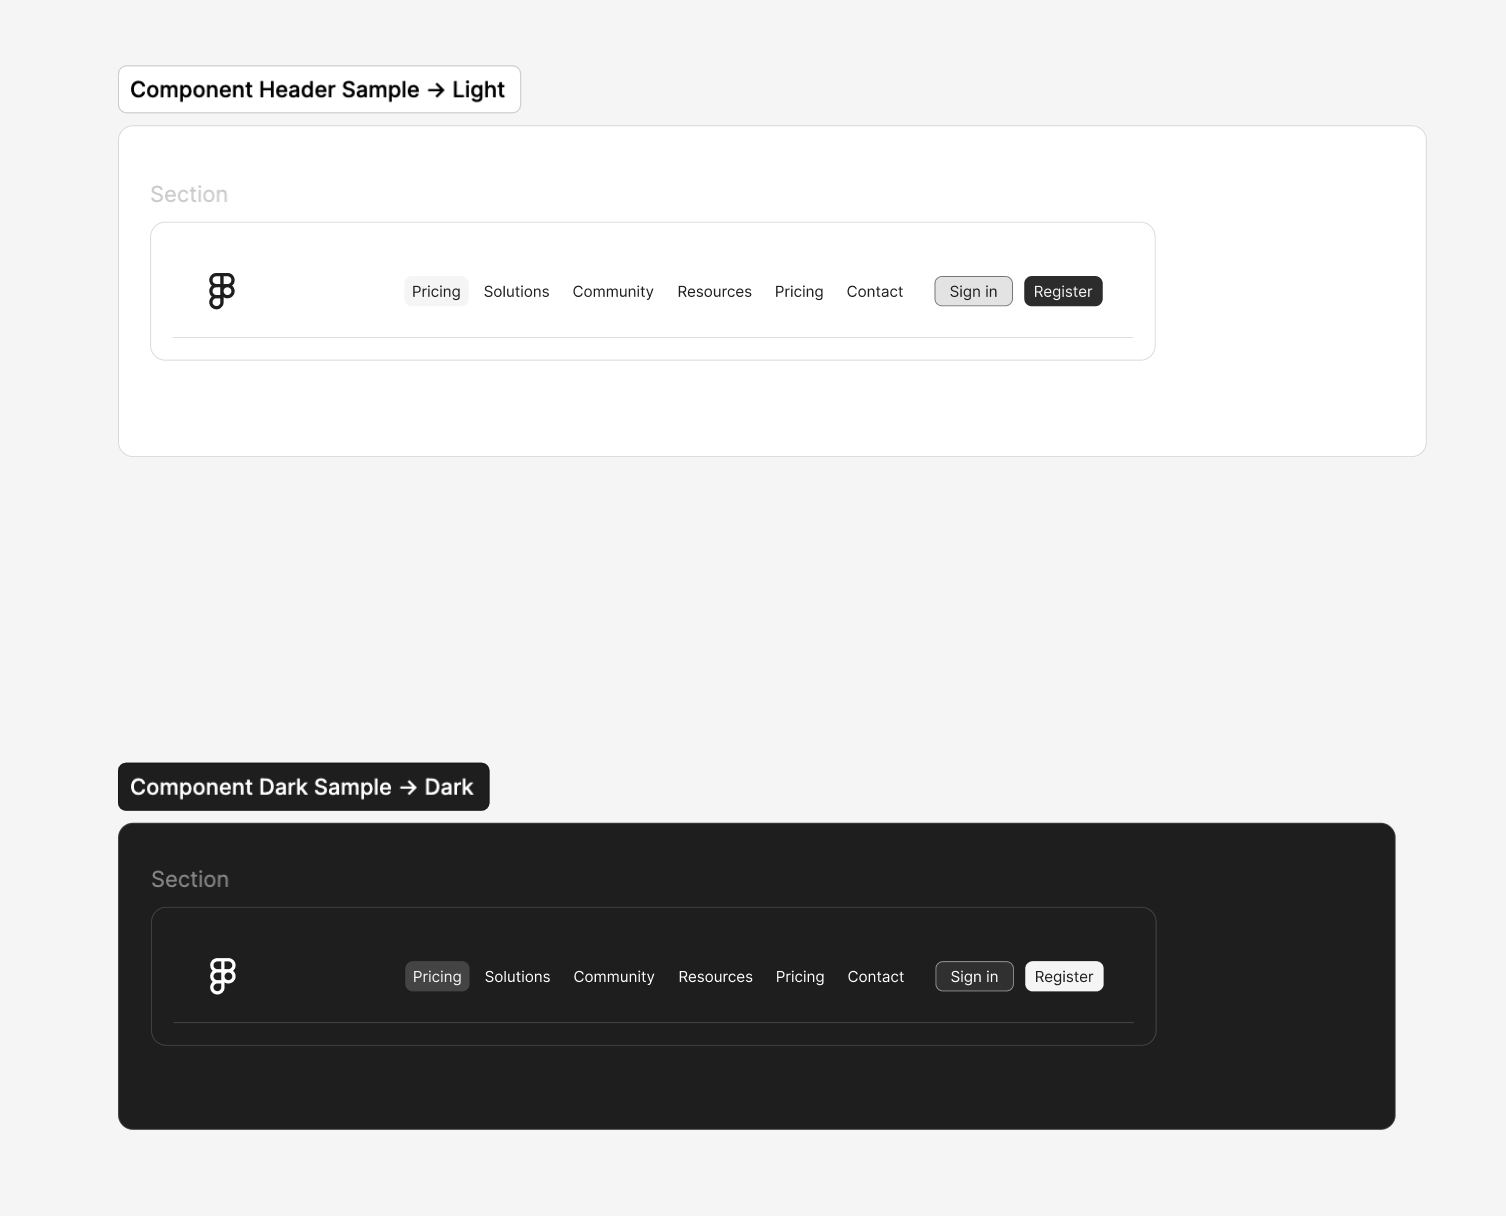 Component Header Sample → Light
Section
Pricing Solutions Community Resources Pricing Contact Sign in Register
Component Dark Sample → Dark
Section
Pricing Solutions Community Resources Pricing Contact Sign in Register